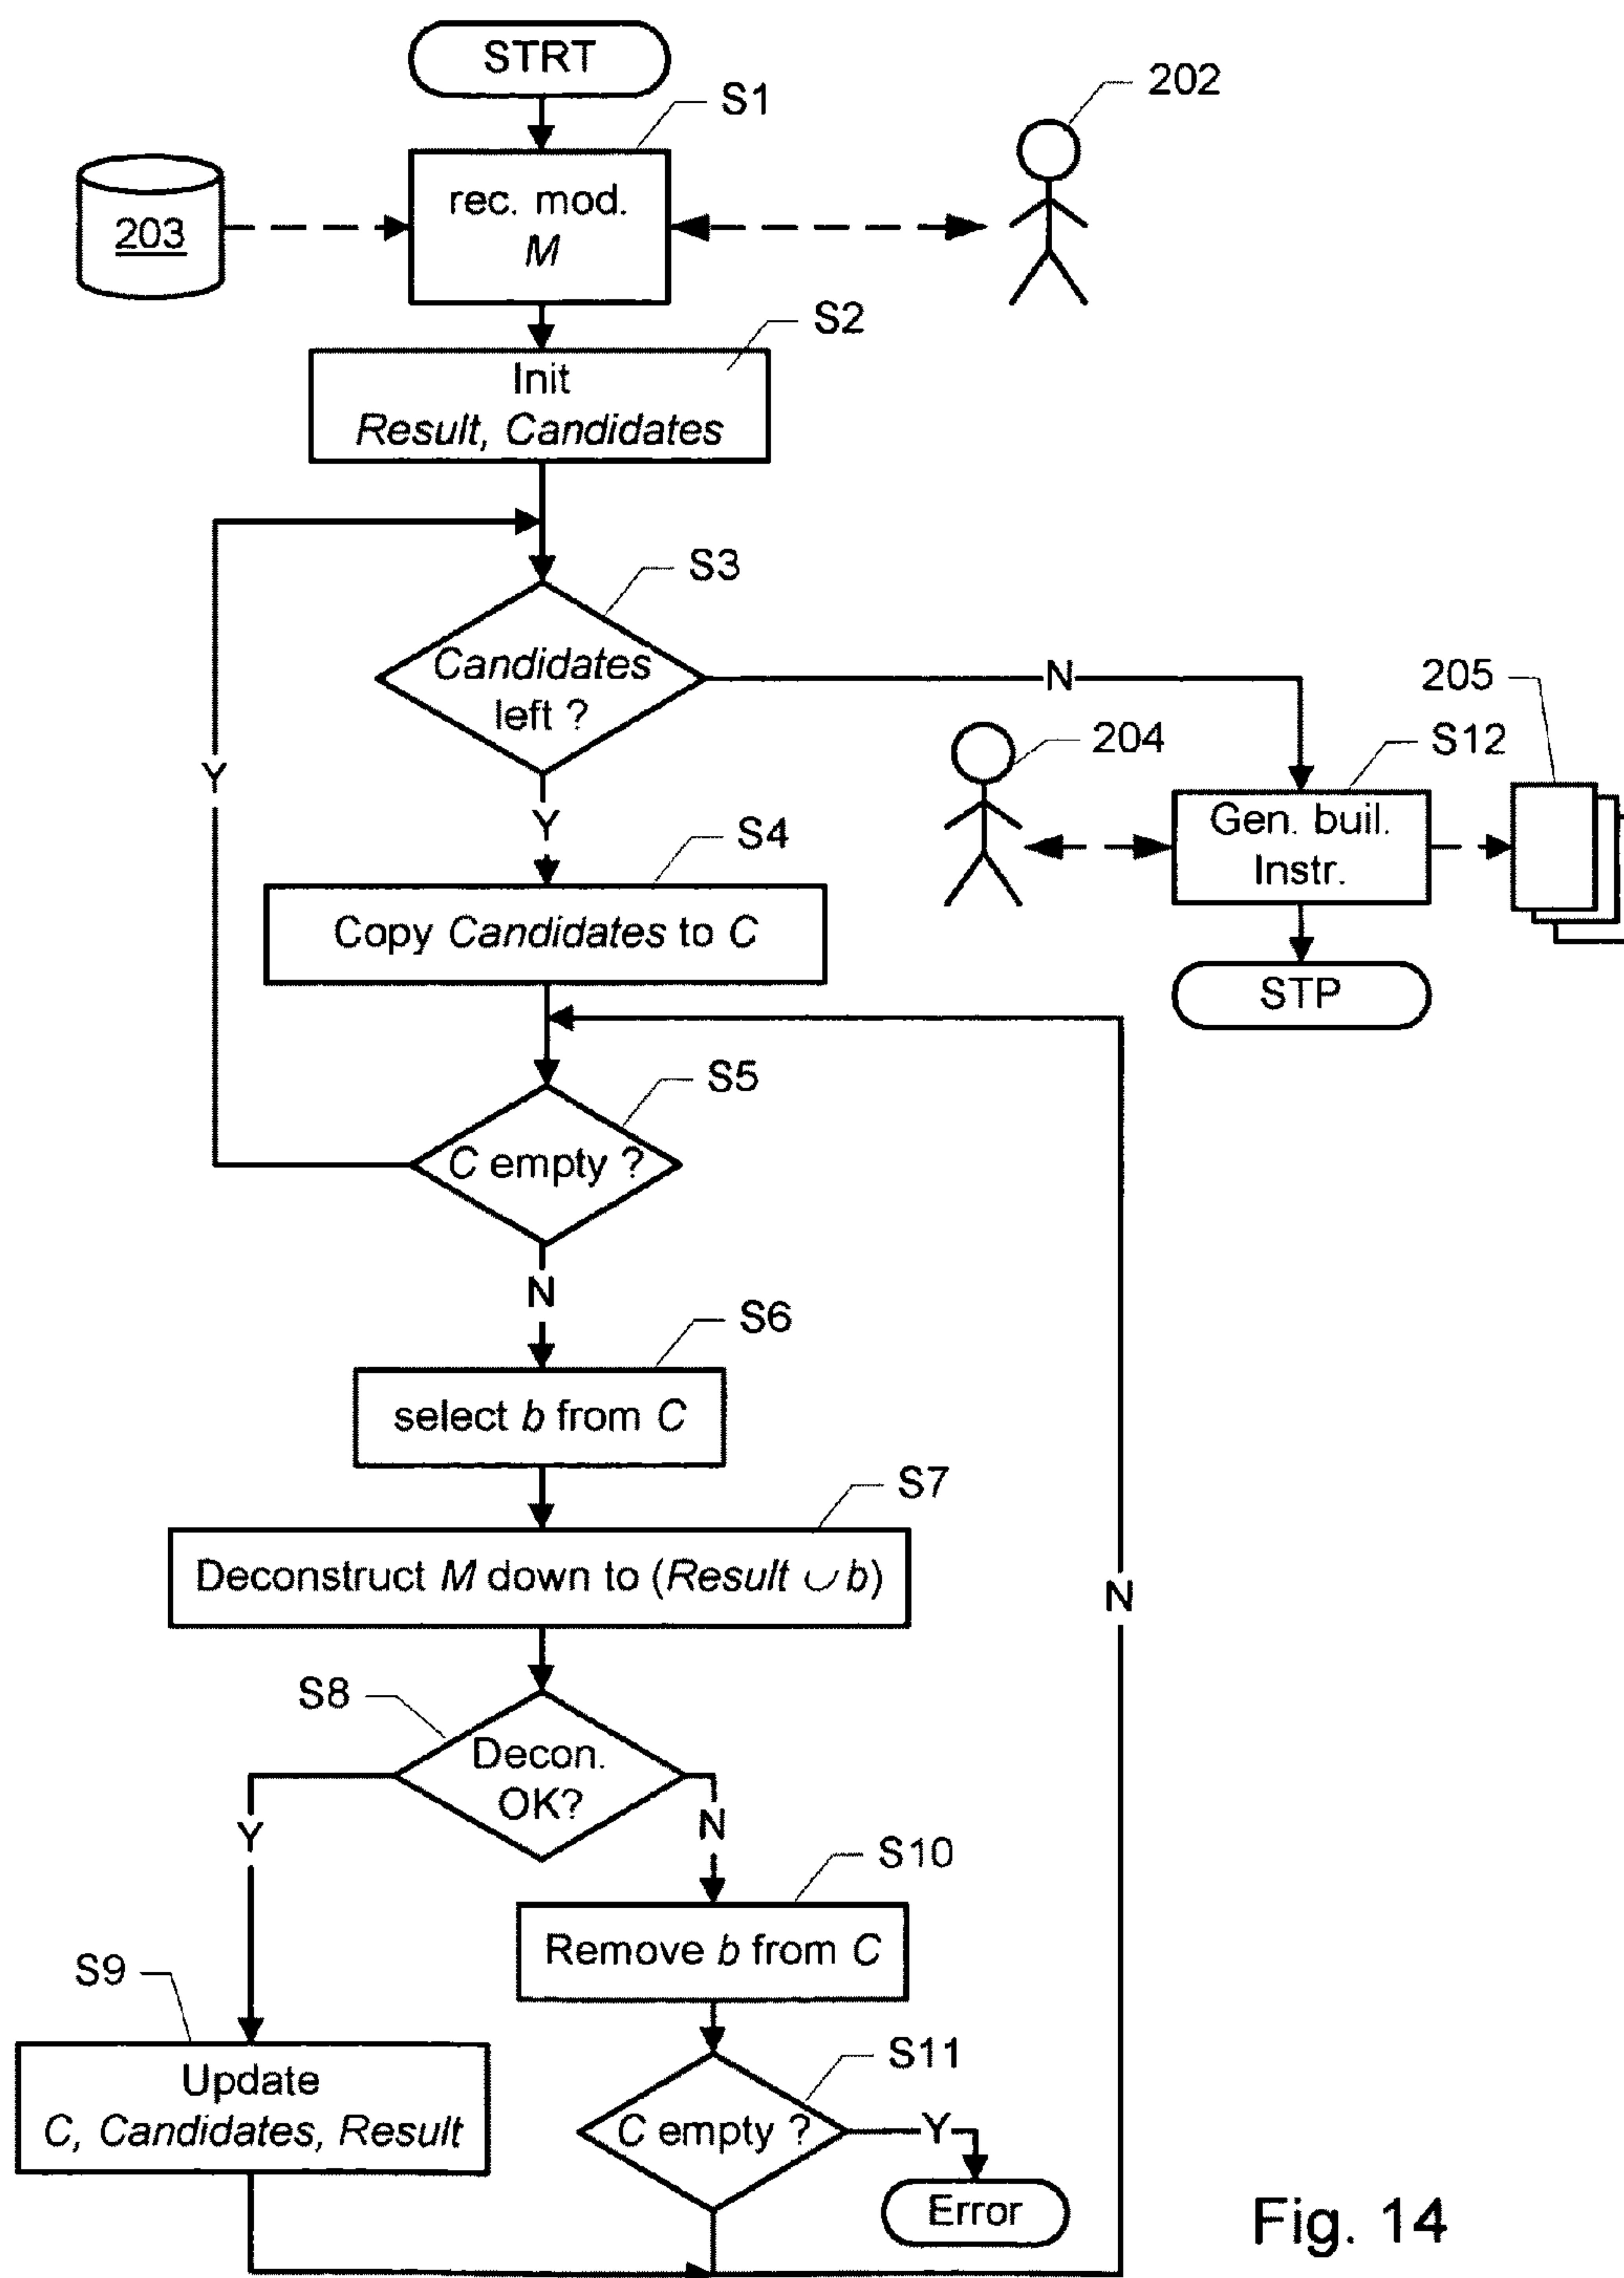 STRT
S1
202
203
rec. mod.
M
S2
Init
Result, Candidates
S3
Candidates
left ?
N
205
204
S12
Y
Y
Gen. buil.
Instr.
S4
Copy Candidates to C
STP
S5
C empty ?
N
S6
select b from C
S7
Deconstruct M down to (Result ∪ b)
N
S8
Decon.
OK?
Y
N
S10
Remove b from C
S9
S11
Update
C, Candidates, Result
C empty ?
Y
Error
Fig. 14